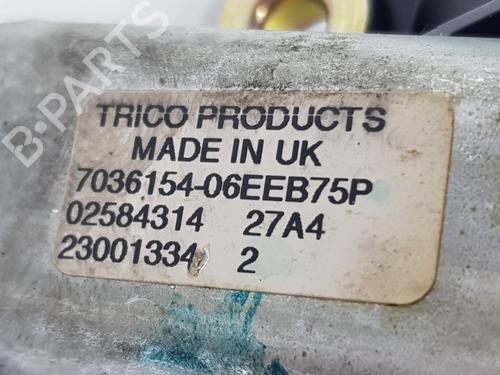 B-PARTS
TRICO PRODUCTS
MADE IN UK
7036154-06EEB75P
02584314 27A4
23001334 2